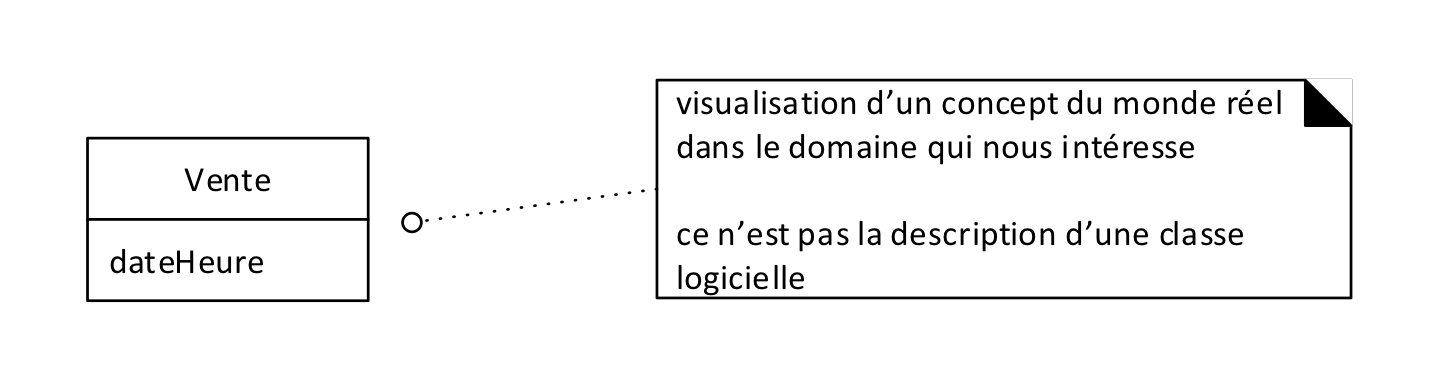 Vente
dateHeure
visualisation d’un concept du monde réel
dans le domaine qui nous intéresse
ce n’est pas la description d’une classe
logicielle